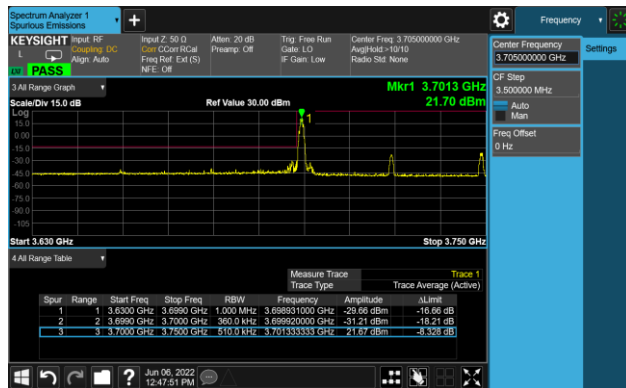 Spectrum Analyzer 1
Spurious Emissions
Frequency
KEYSIGHT Input: RF Input Z: 50 Ω Atten: 20 dB Trig: Free Run Center Freq: 3.705000000 GHz
L Coupling: DC Corr CCorr RCal Preamp: Off Gate: LO Avg|Hold:>10/10
Align: Auto Freq Ref: Ext (S) IF Gain: Low Radio Std: None
NFE: Off
LV PASS
Center Frequency
3.705000000 GHz
Settings
CF Step
3.500000 MHz
Auto
Man
Freq Offset
0 Hz
3 All Range Graph
Mkr1 3.7013 GHz
Scale/Div 15.0 dB Ref Value 30.00 dBm 21.70 dBm
Log
1
15.0
0.00
-15.0
-30.0
-45.0
-60.0
-75.0
-90.0
-105
Start 3.630 GHz Stop 3.750 GHz
4 All Range Table
Measure Trace Trace 1
Trace Type Trace Average (Active)
Spur Range Start Freq Stop Freq RBW Frequency Amplitude ΔLimit
1 1 3.6300 GHz 3.6990 GHz 1.000 MHz 3.698931000 GHz -29.66 dBm -16.66 dB
2 2 3.6990 GHz 3.7000 GHz 360.0 kHz 3.699920000 GHz -31.21 dBm -18.21 dB
3 3 3.7000 GHz 3.7500 GHz 510.0 kHz 3.701333333 GHz 21.67 dBm -8.328 dB
? Jun 06, 2022
12:47:51 PM